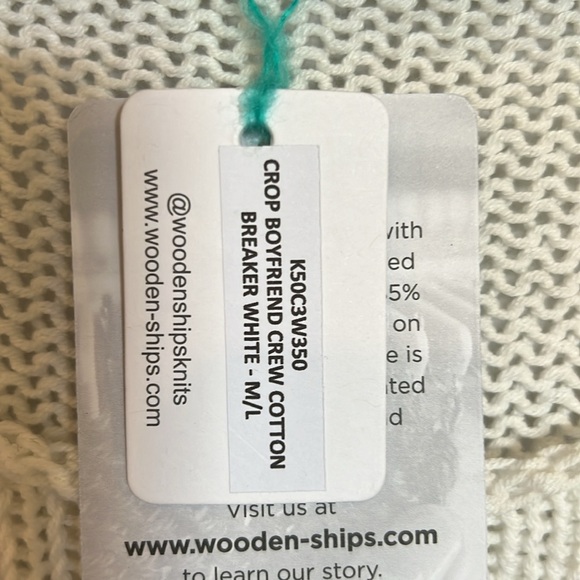 K50C3W350
CROP BOYFRIEND CREW COTTON
BREAKER WHITE - M/L
@woodenshipsknits
www.wooden-ships.com
with
ed
5%
on
e is
ted
d
Visit us at
www.wooden-ships.com
to learn our story.